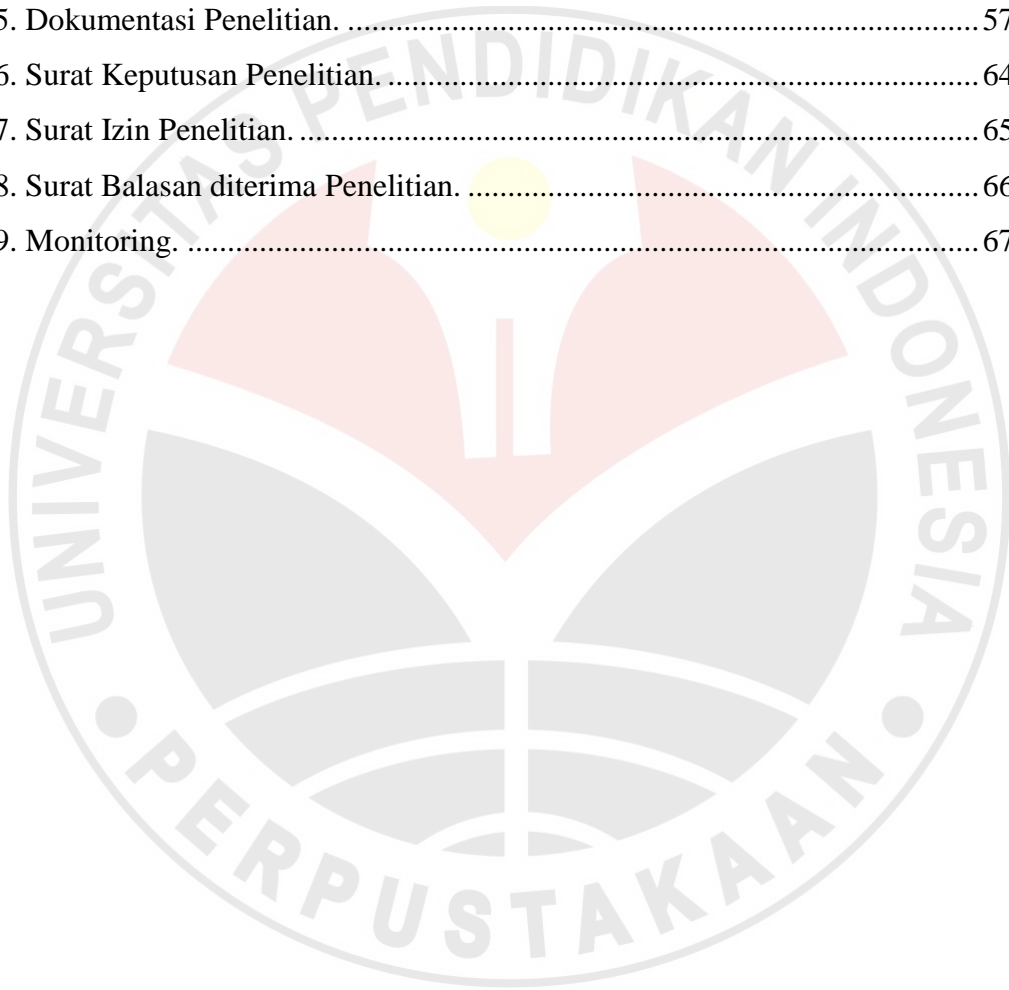 5. Dokumentasi Penelitian. ........................................................................................................ 57
6. Surat Keputusan Penelitian. .................................................................................................. 64
7. Surat Izin Penelitian. ............................................................................................................... 65
8. Surat Balasan diterima Penelitian. ..................................................................................... 66
9. Monitoring. .................................................................................................................................. 67
UNIVERSITAS PENDIDIKAN INDONESIA
PERPUSTAKAAN